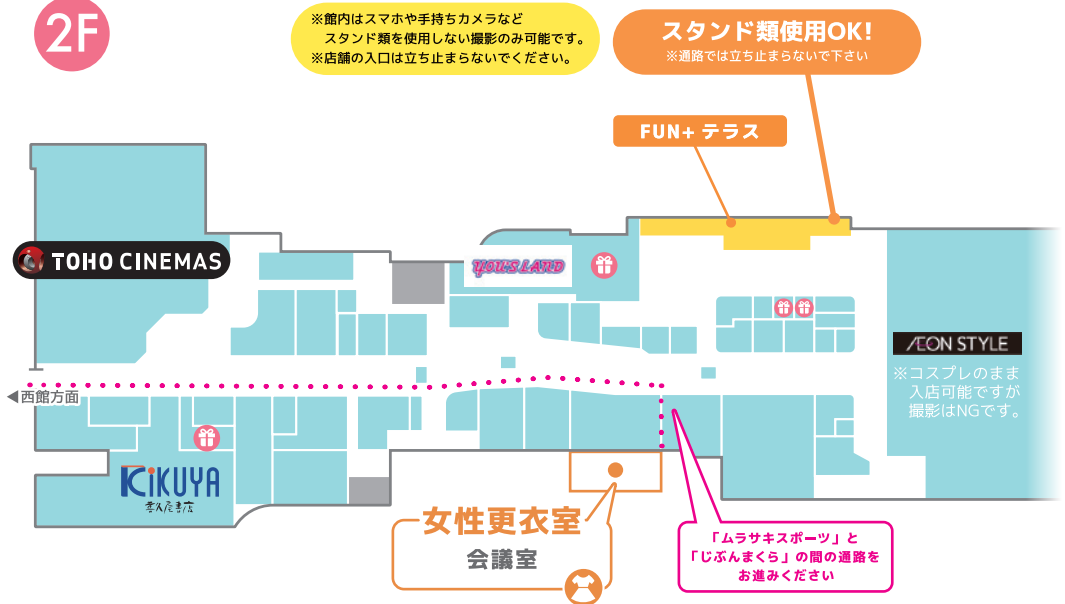 2F
※館内はスマホや手持ちカメラなど
スタンド類を使用しない撮影のみ可能です。
※店舗の入口は立ち止まらないでください。
スタンド類使用OK!
※通路では立ち止まらないで下さい
FUN+ テラス
TOHO CINEMAS
YOU'S LAND
ÆON STYLE
※コスプレのまま
入店可能ですが
撮影はNGです。
◀西館方面
KiKUYA
喜久屋書店
女性更衣室
会議室
「ムラサキスポーツ」と
「じぶんまくら」の間の通路を
お進みください